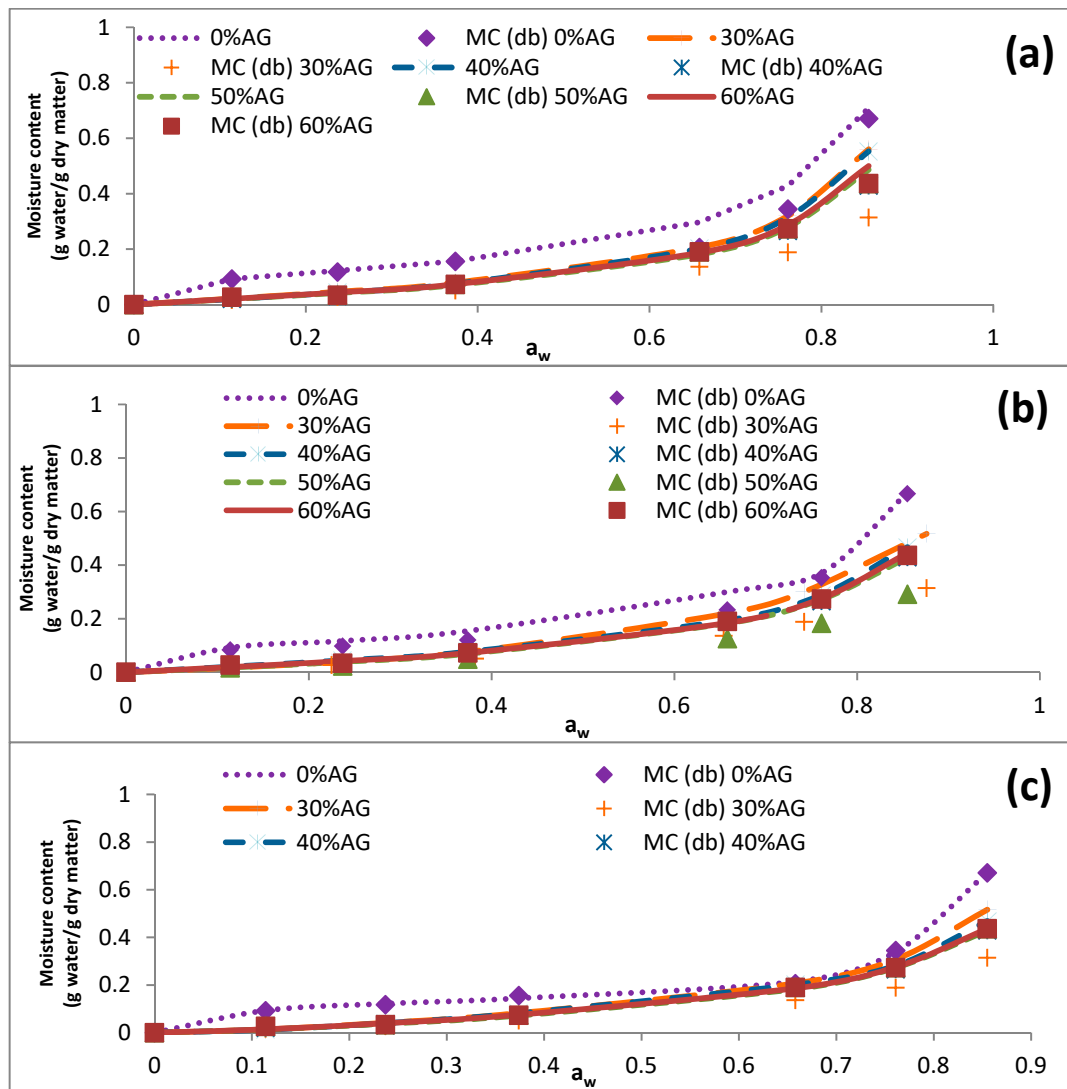 (a)
0%AG MC (db) 0%AG 30%AG
MC (db) 30%AG 40%AG MC (db) 40%AG
50%AG MC (db) 50%AG 60%AG
MC (db) 60%AG
Moisture content
(g water/g dry matter)
1
0.8
0.6
0.4
0.2
0
0 0.2 0.4 0.6 0.8 1
aw
(b)
0%AG MC (db) 0%AG
30%AG MC (db) 30%AG
40%AG MC (db) 40%AG
50%AG MC (db) 50%AG
60%AG MC (db) 60%AG
Moisture content
(g water/g dry matter)
1
0.8
0.6
0.4
0.2
0
0 0.2 0.4 0.6 0.8 1
aw
(c)
0%AG MC (db) 0%AG
30%AG MC (db) 30%AG
40%AG MC (db) 40%AG
Moisture content
(g water/g dry matter)
1
0.8
0.6
0.4
0.2
0
0 0.1 0.2 0.3 0.4 0.5 0.6 0.7 0.8 0.9
aw